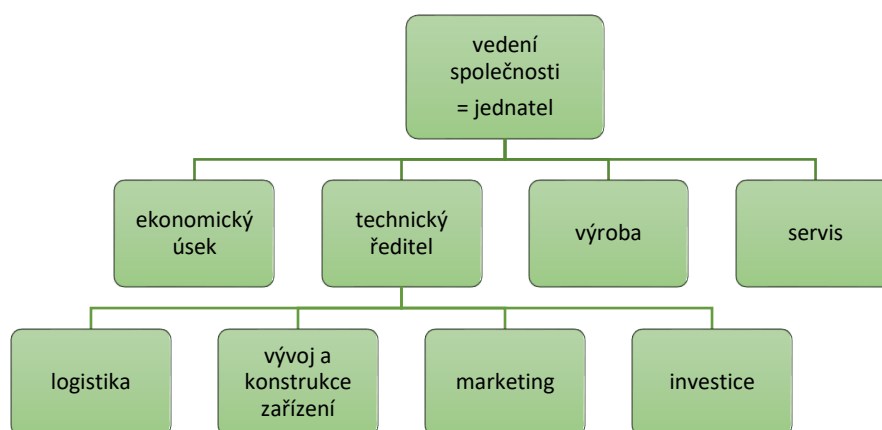 vedení
společnosti
= jednatel
ekonomický
úsek
technický
ředitel
výroba
servis
logistika
vývoj a
konstrukce
zařízení
marketing
investice